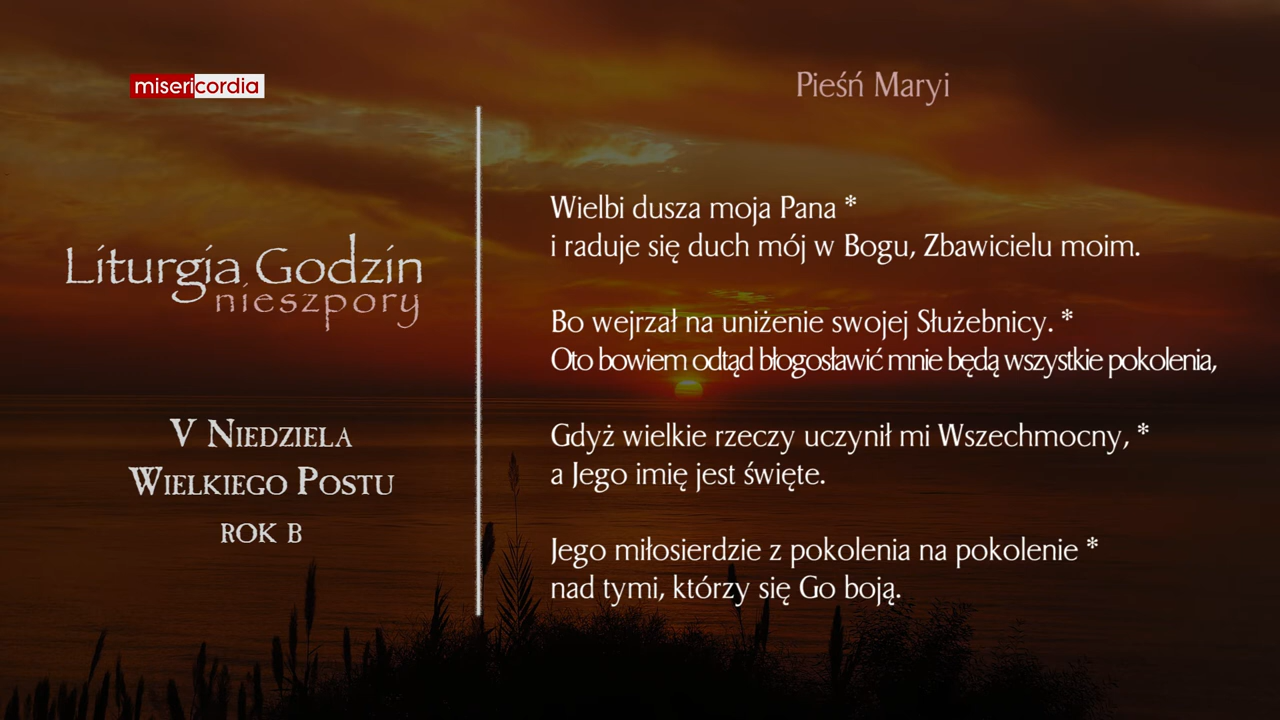 misericordia
Liturgia Godzin
nieszpory
V Niedziela
Wielkiego Postu
rok B
Pieśń Maryi
Wielbi dusza moja Pana *
i raduje się duch mój w Bogu, Zbawicielu moim.
Bo wejrzał na uniżenie swojej Służebnicy. *
Oto bowiem odtąd błogosławić mnie będą wszystkie pokolenia,
Gdyż wielkie rzeczy uczynił mi Wszechmocny, *
a Jego imię jest święte.
Jego miłosierdzie z pokolenia na pokolenie *
nad tymi, którzy się Go boją.